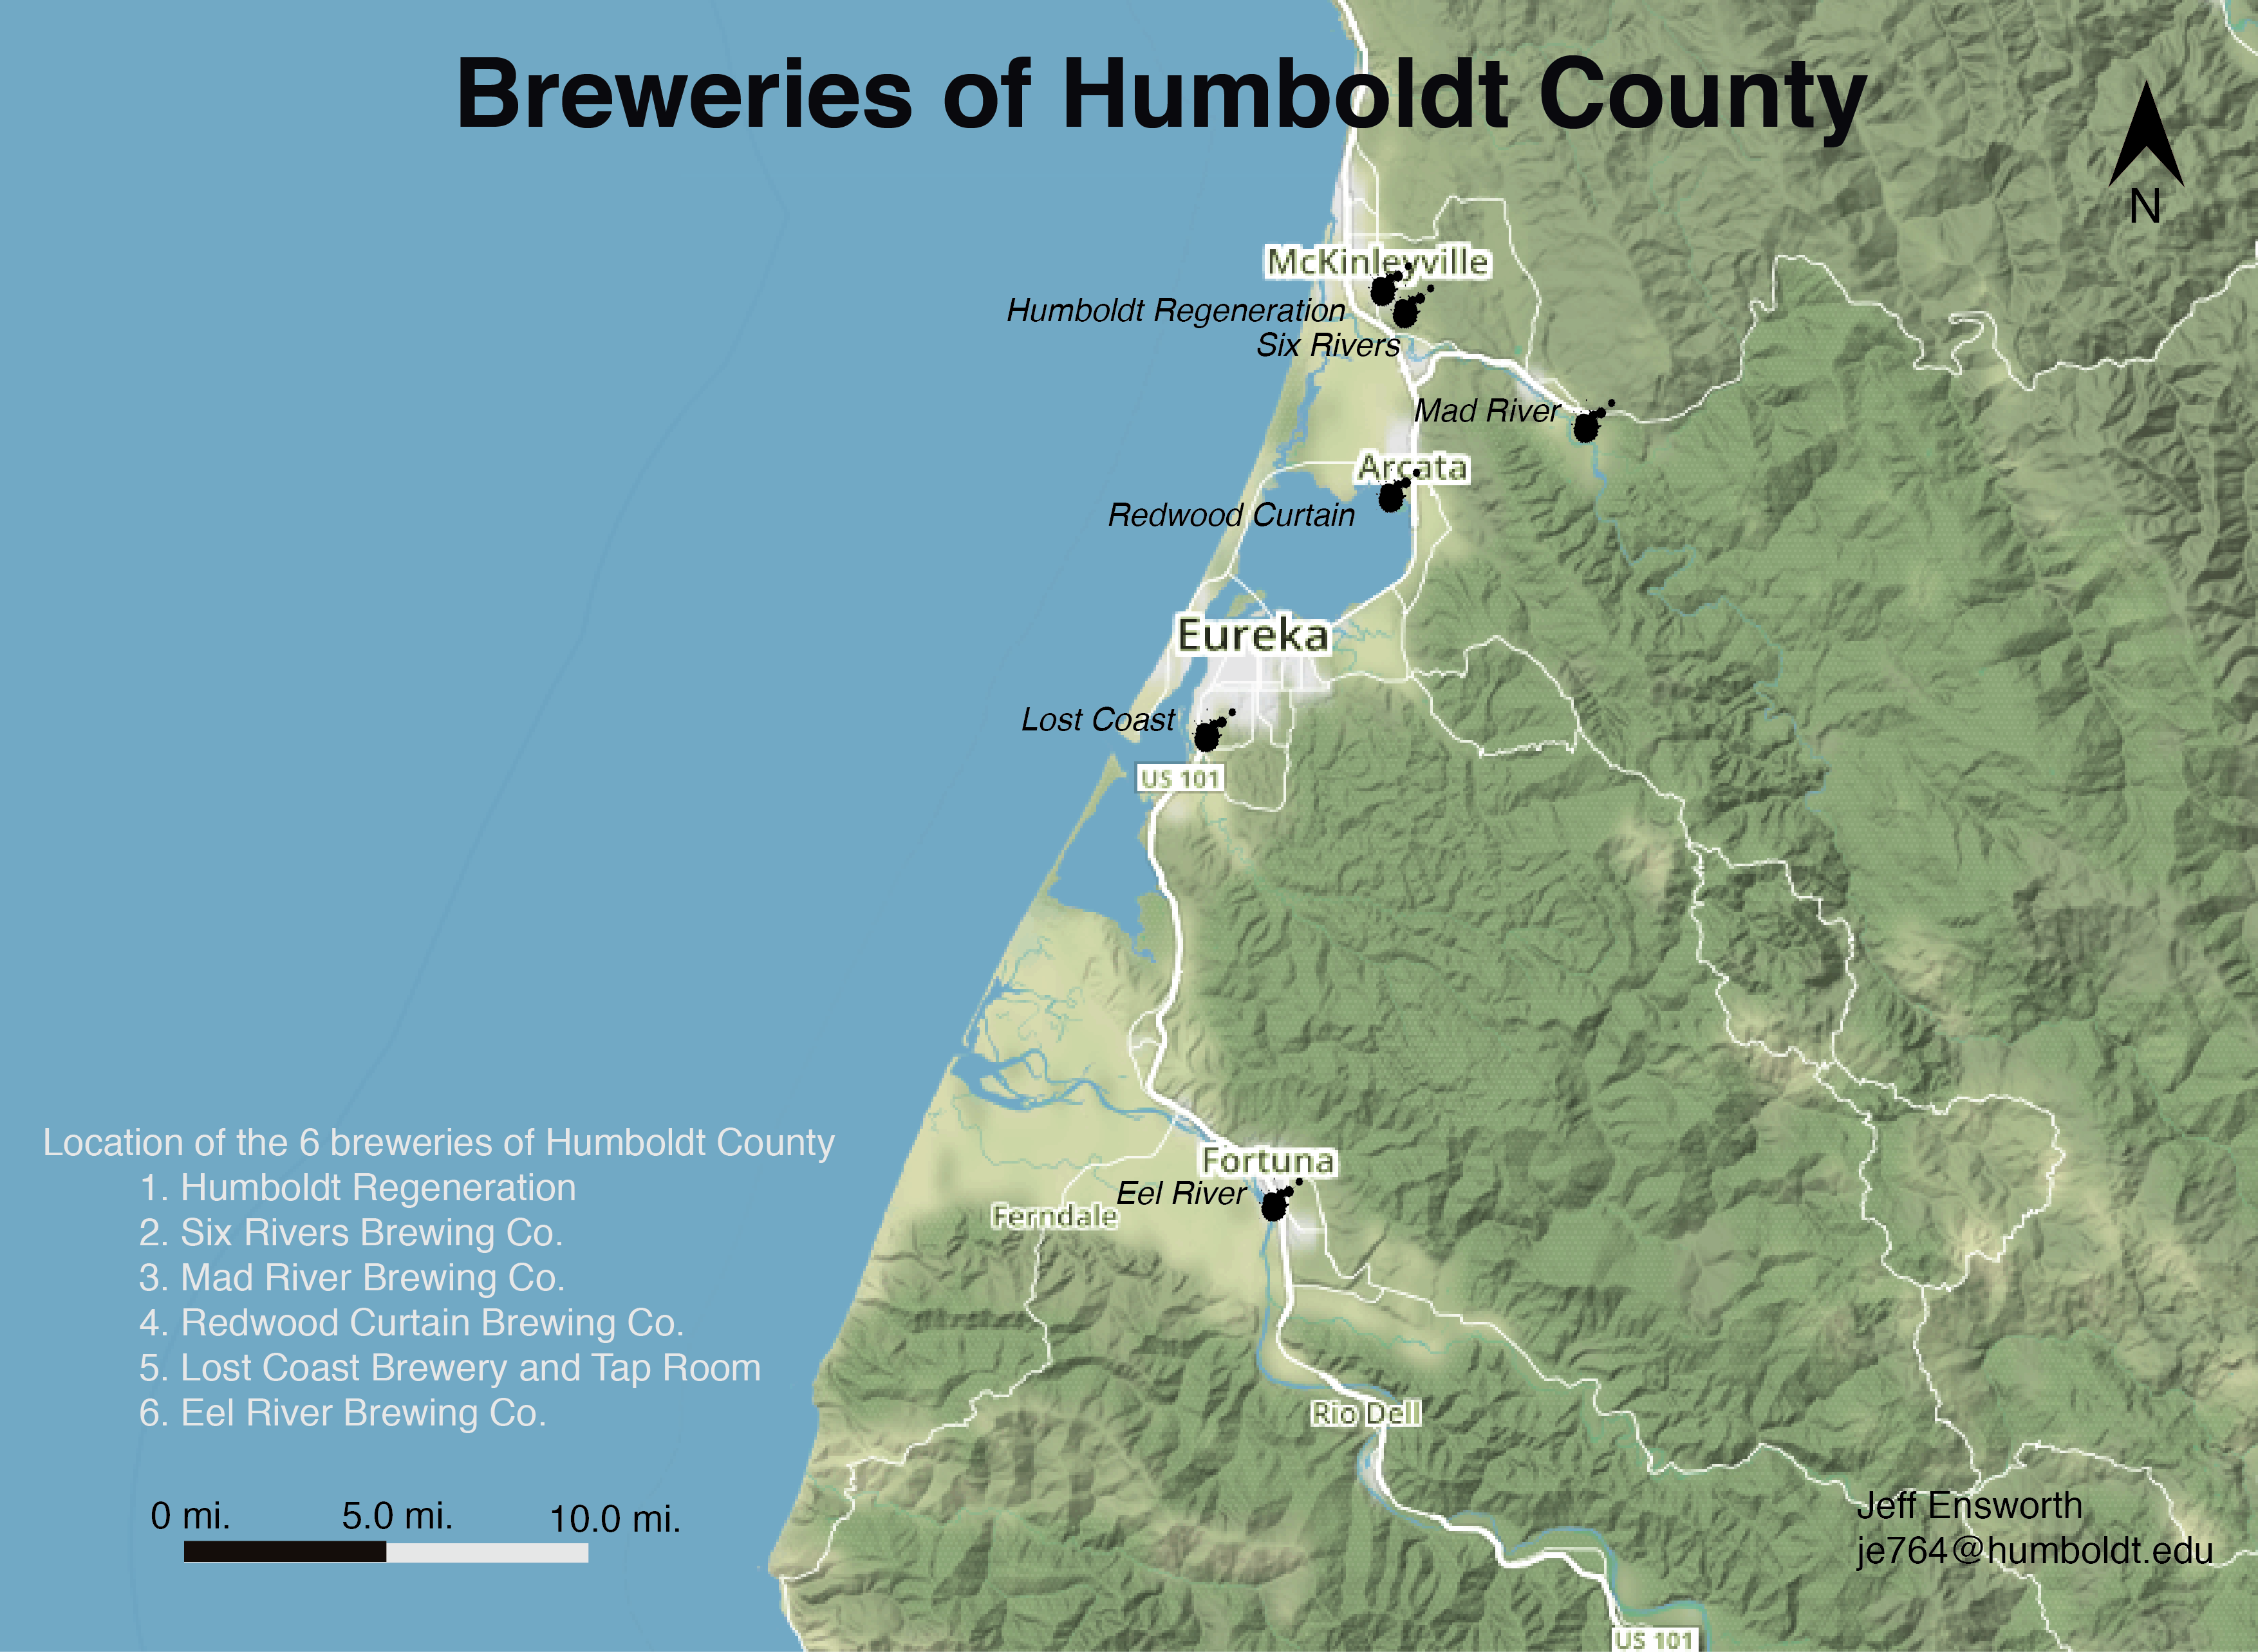 Breweries of Humboldt County
N
McKinleyville
Humboldt Regeneration
Six Rivers
Mad River
Arcata
Redwood Curtain
Eureka
Lost Coast
US 101
Fortuna
Eel River
Ferndale
Rio Dell
US 101
Location of the 6 breweries of Humboldt County
1. Humboldt Regeneration
2. Six Rivers Brewing Co.
3. Mad River Brewing Co.
4. Redwood Curtain Brewing Co.
5. Lost Coast Brewery and Tap Room
6. Eel River Brewing Co.
0 mi. 5.0 mi. 10.0 mi.
Jeff Ensworth
je764@humboldt.edu